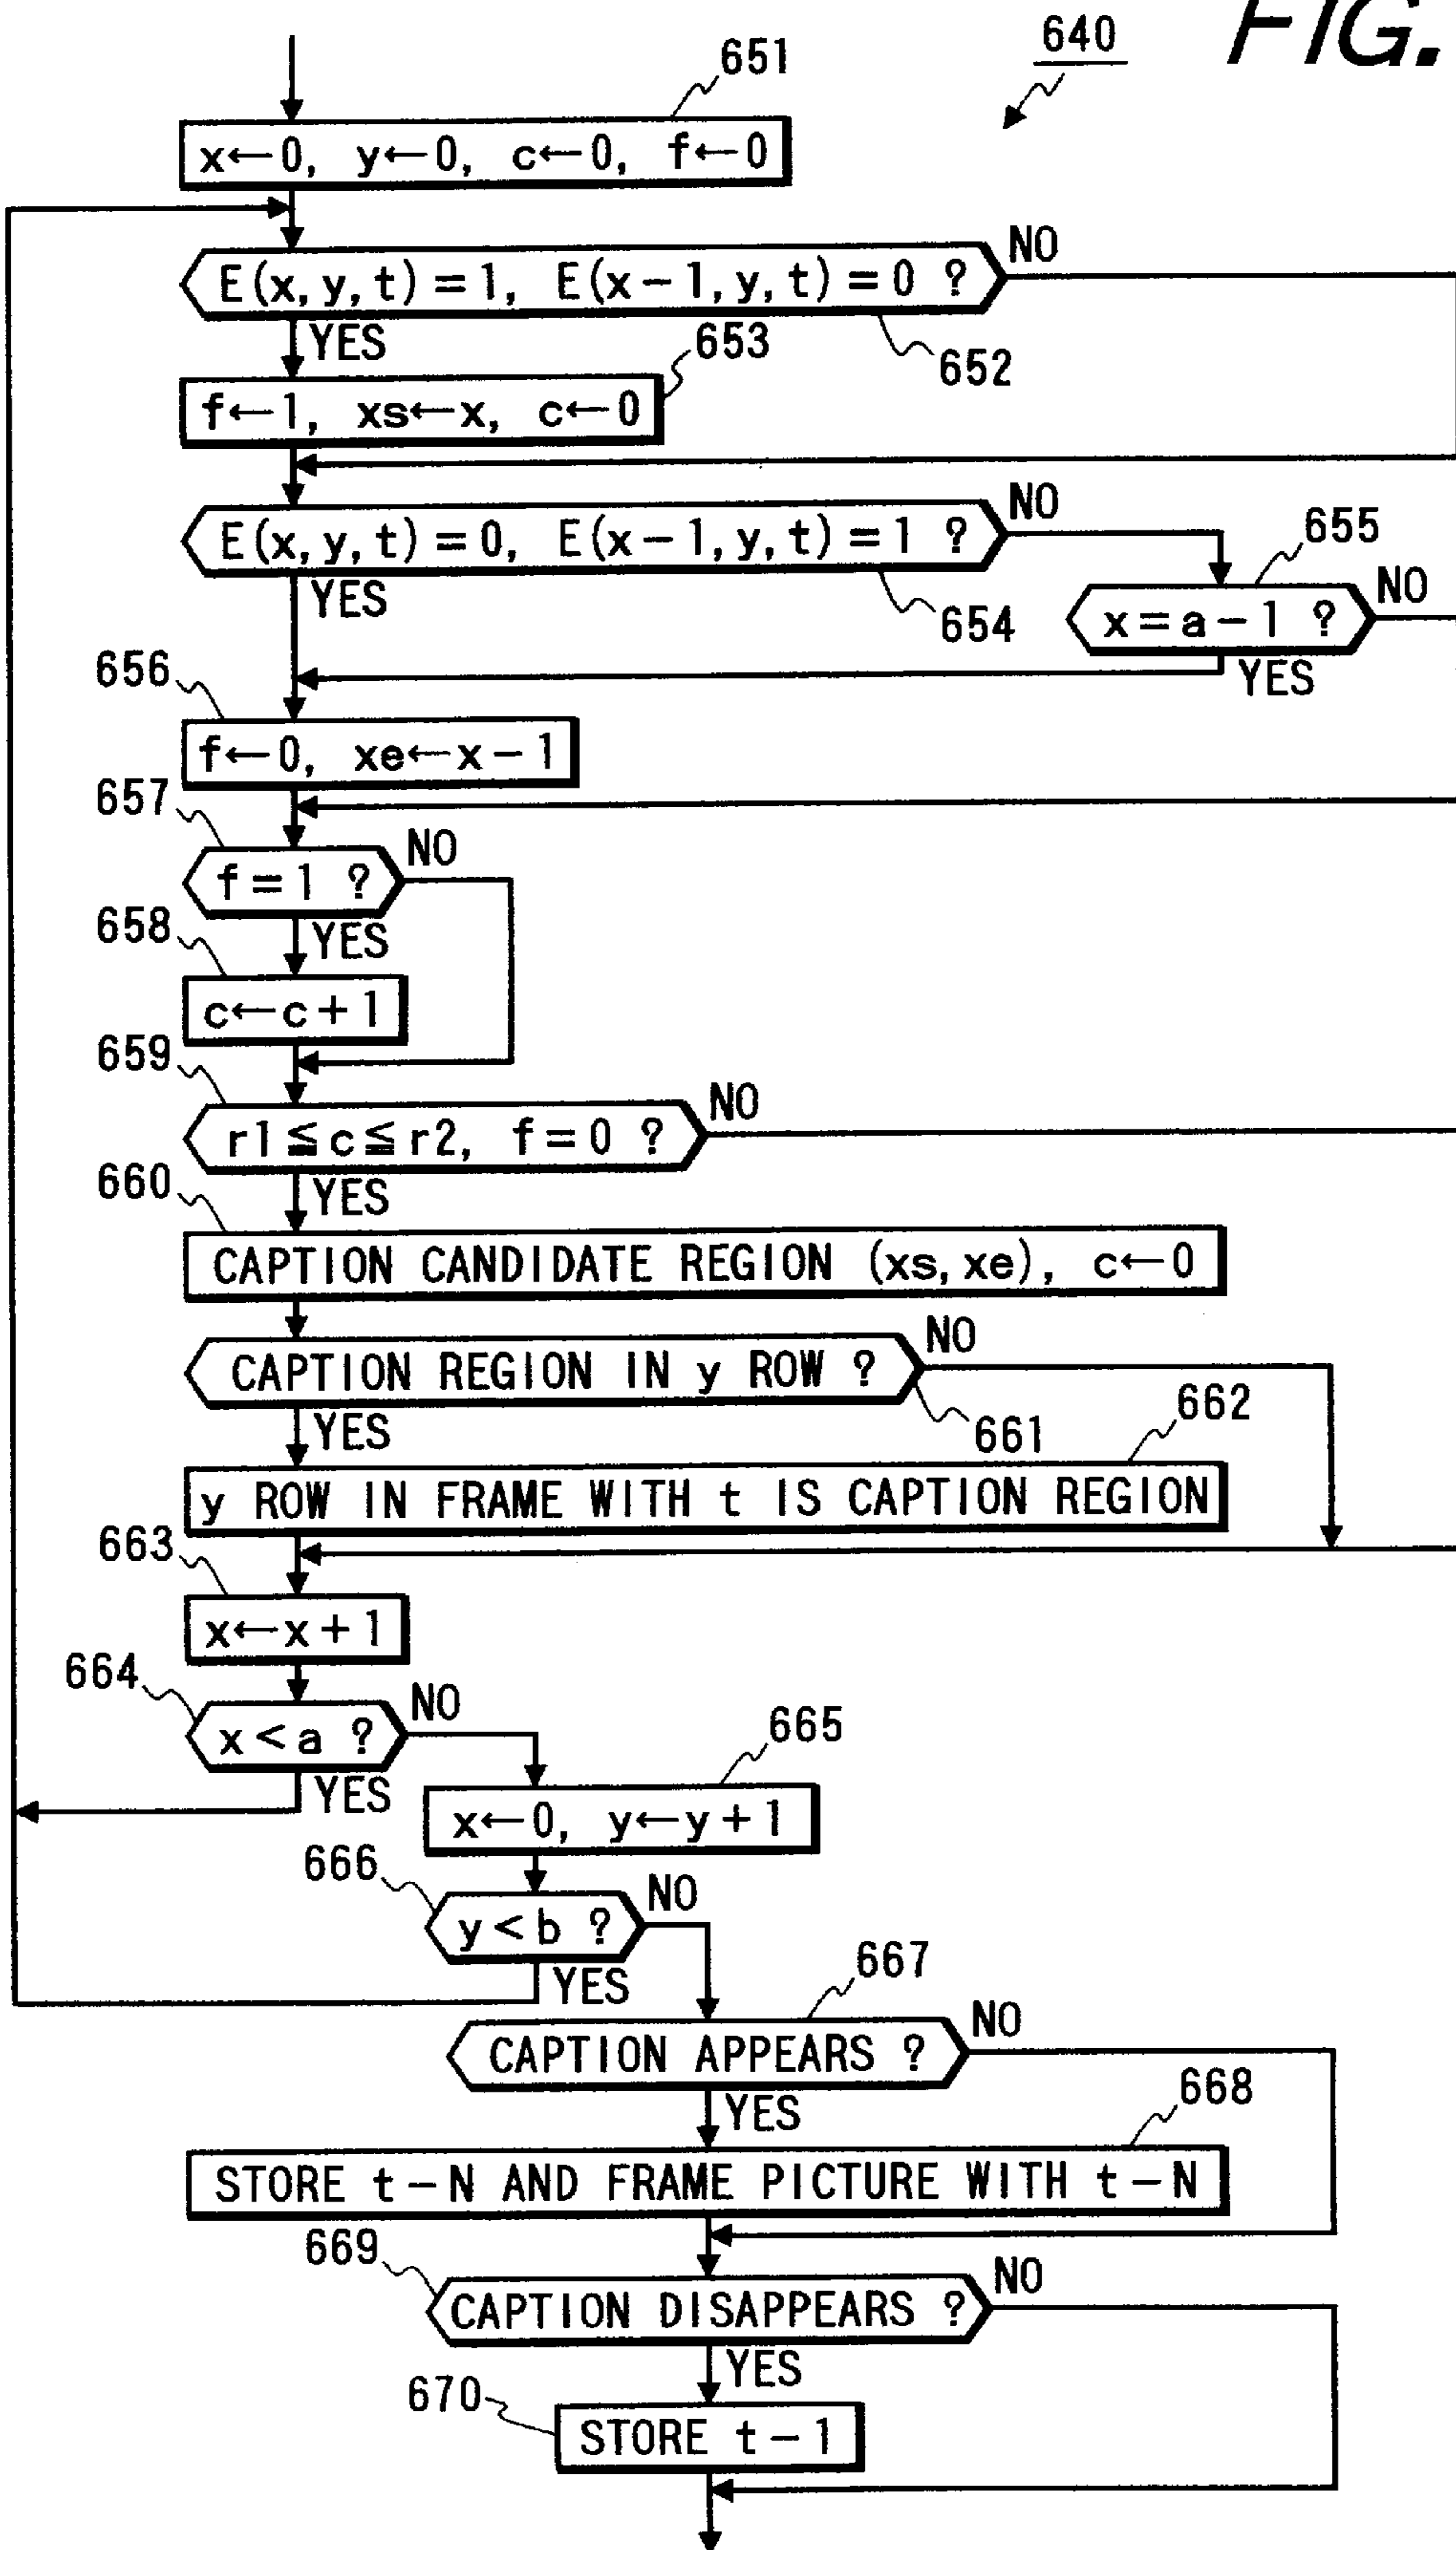 FIG.
640
651
x←0, y←0, c←0, f←0
E(x,y,t)=1, E(x−1,y,t)=0 ?
NO
YES
652
653
f←1, xs←x, c←0
E(x,y,t)=0, E(x−1,y,t)=1 ?
NO
YES
654
655
x=a−1 ?
NO
YES
656
f←0, xe←x−1
657
f=1 ?
NO
YES
658
c←c+1
659
r1≦c≦r2, f=0 ?
NO
YES
660
CAPTION CANDIDATE REGION (xs,xe), c←0
CAPTION REGION IN y ROW ?
NO
YES
661
662
y ROW IN FRAME WITH t IS CAPTION REGION
663
x←x+1
664
x<a ?
NO
YES
665
x←0, y←y+1
666
y<b ?
NO
YES
667
CAPTION APPEARS ?
NO
YES
668
STORE t−N AND FRAME PICTURE WITH t−N
669
CAPTION DISAPPEARS ?
NO
YES
670
STORE t−1